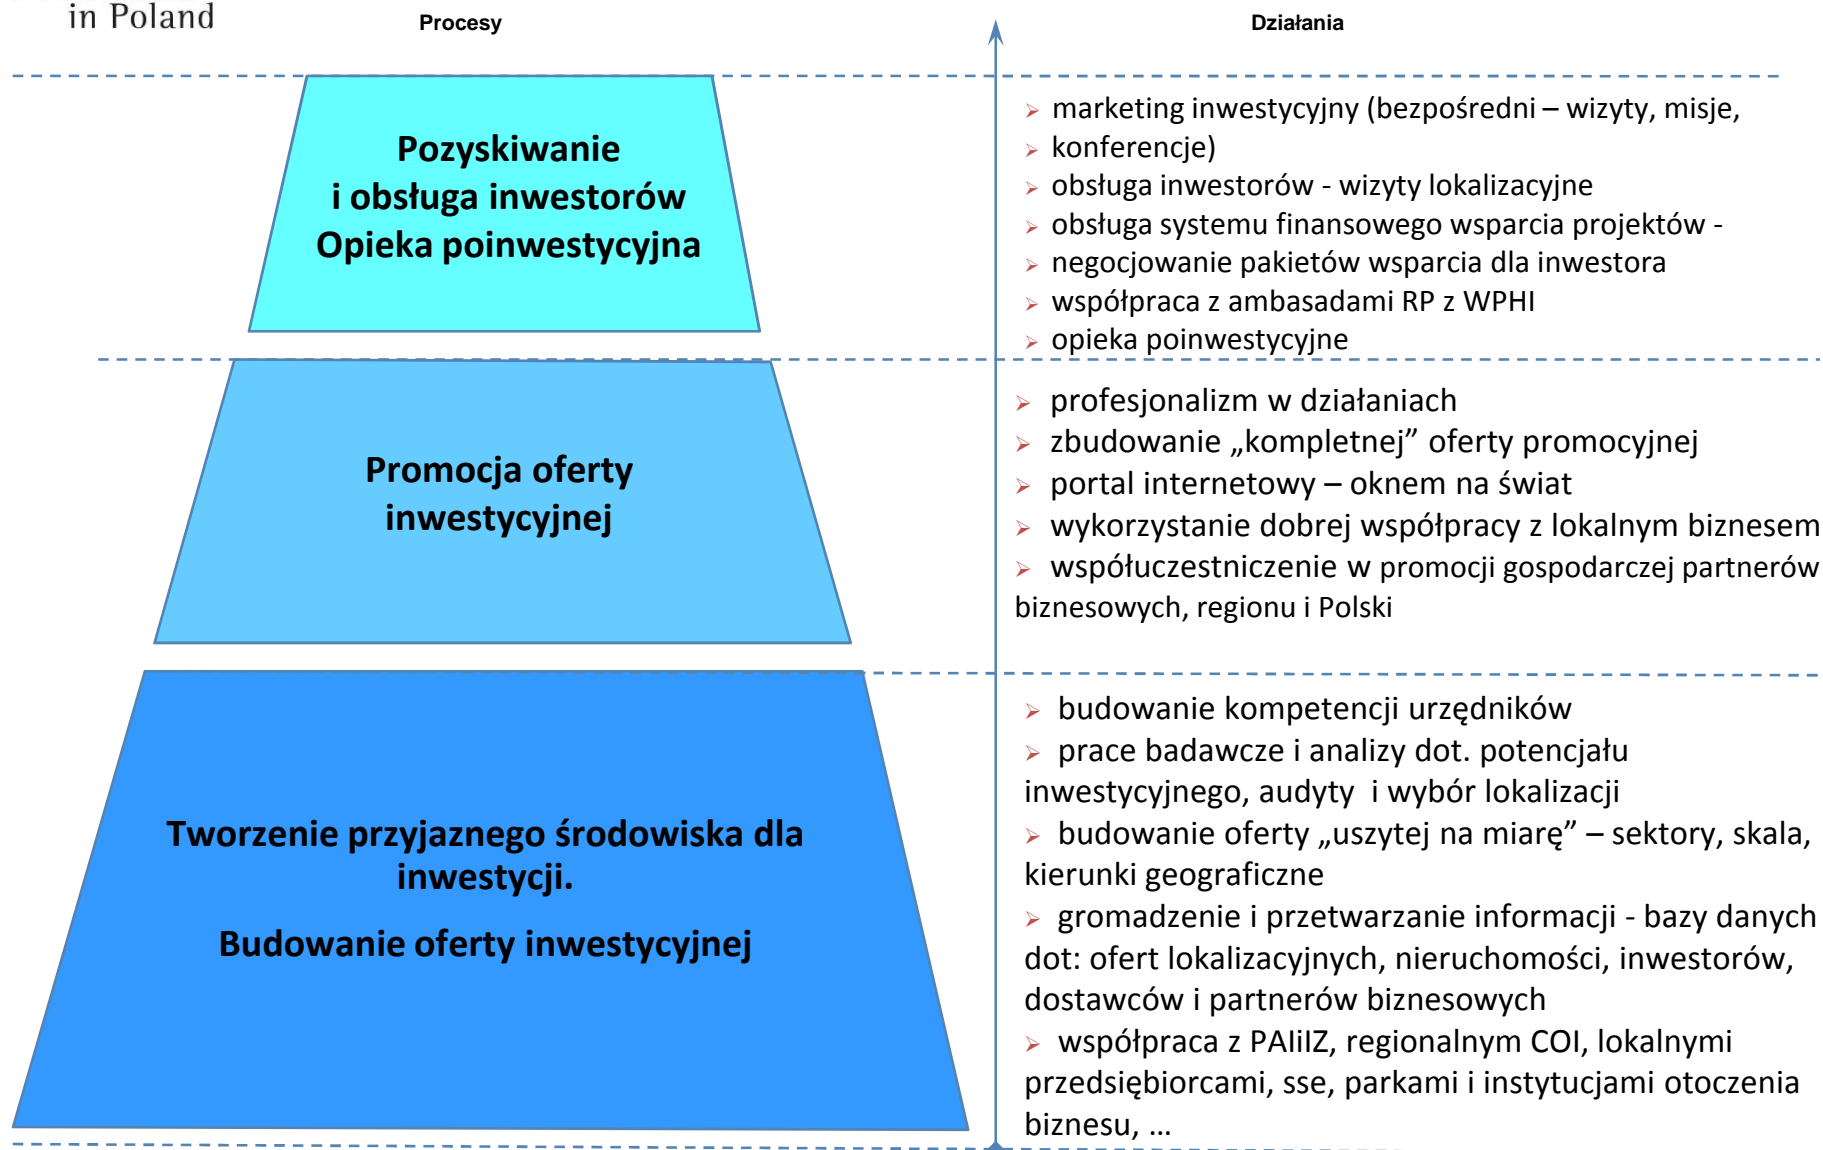 in Poland
Procesy
Działania
Pozyskiwanie
i obsługa inwestorów
Opieka poinwestycyjna
➢ marketing inwestycyjny (bezpośredni – wizyty, misje,
➢ konferencje)
➢ obsługa inwestorów - wizyty lokalizacyjne
➢ obsługa systemu finansowego wsparcia projektów -
➢ negocjowanie pakietów wsparcia dla inwestora
➢ współpraca z ambasadami RP z WPHI
➢ opieka poinwestycyjne
Promocja oferty
inwestycyjnej
➢ profesjonalizm w działaniach
➢ zbudowanie „kompletnej” oferty promocyjnej
➢ portal internetowy – oknem na świat
➢ wykorzystanie dobrej współpracy z lokalnym biznesem
➢ współuczestniczenie w promocji gospodarczej partnerów
biznesowych, regionu i Polski
Tworzenie przyjaznego środowiska dla
inwestycji.
Budowanie oferty inwestycyjnej
➢ budowanie kompetencji urzędników
➢ prace badawcze i analizy dot. potencjału
inwestycyjnego, audyty i wybór lokalizacji
➢ budowanie oferty „uszytej na miarę” – sektory, skala,
kierunki geograficzne
➢ gromadzenie i przetwarzanie informacji - bazy danych
dot: ofert lokalizacyjnych, nieruchomości, inwestorów,
dostawców i partnerów biznesowych
➢ współpraca z PAIiIZ, regionalnym COI, lokalnymi
przedsiębiorcami, sse, parkami i instytucjami otoczenia
biznesu, …